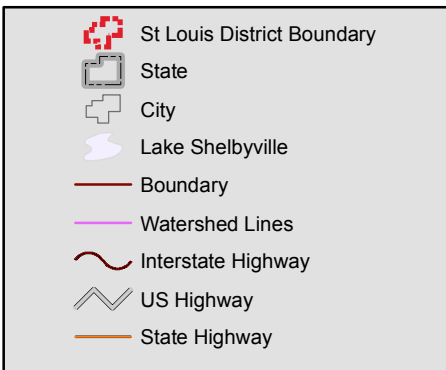 St Louis District Boundary
State
City
Lake Shelbyville
Boundary
Watershed Lines
Interstate Highway
US Highway
State Highway